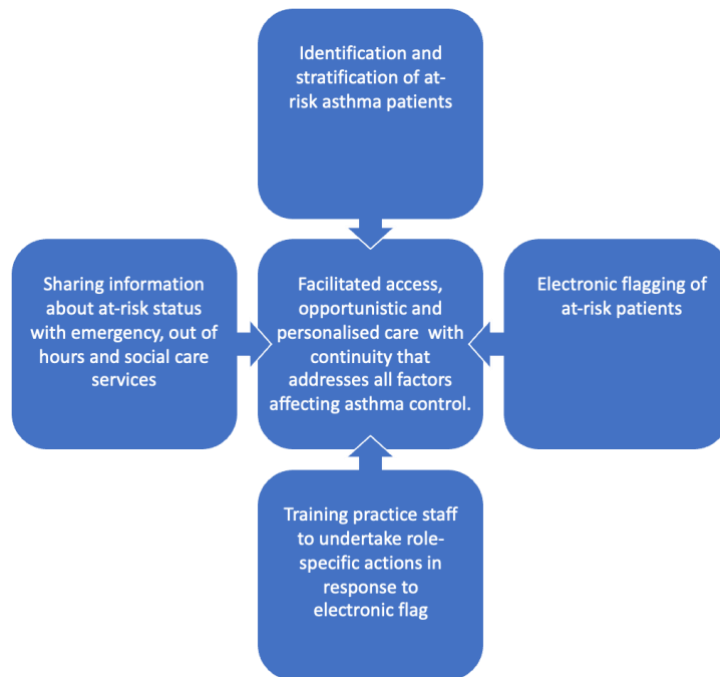 Identification and
stratification of at-
risk asthma patients
Sharing information
about at-risk status
with emergency, out of
hours and social care
services
Facilitated access,
opportunistic and
personalised care with
continuity that
addresses all factors
affecting asthma control.
Electronic flagging of
at-risk patients
Training practice staff
to undertake role-
specific actions in
response to
electronic flag